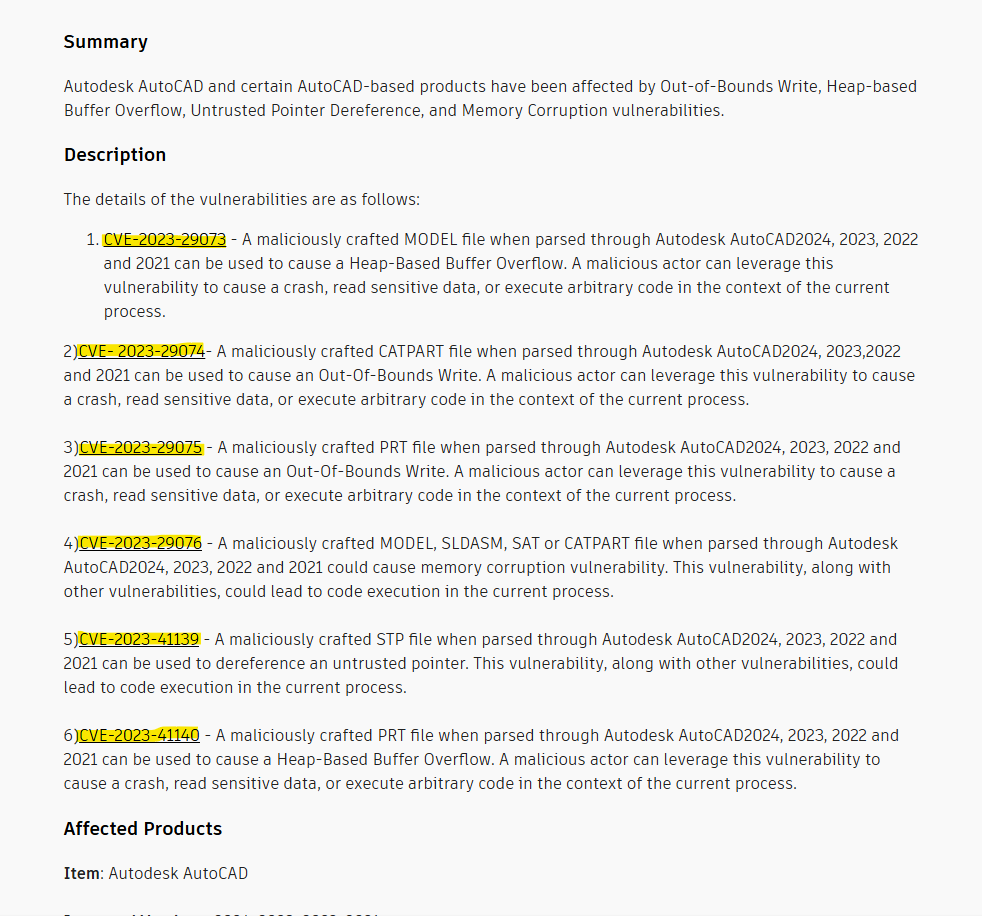 Summary
Autodesk AutoCAD and certain AutoCAD-based products have been affected by Out-of-Bounds Write, Heap-based
Buffer Overflow, Untrusted Pointer Dereference, and Memory Corruption vulnerabilities.
Description
The details of the vulnerabilities are as follows:
1. CVE-2023-29073 - A maliciously crafted MODEL file when parsed through Autodesk AutoCAD2024, 2023, 2022
and 2021 can be used to cause a Heap-Based Buffer Overflow. A malicious actor can leverage this
vulnerability to cause a crash, read sensitive data, or execute arbitrary code in the context of the current
process.
2)CVE- 2023-29074- A maliciously crafted CATPART file when parsed through Autodesk AutoCAD2024, 2023,2022
and 2021 can be used to cause an Out-Of-Bounds Write. A malicious actor can leverage this vulnerability to cause
a crash, read sensitive data, or execute arbitrary code in the context of the current process.
3)CVE-2023-29075 - A maliciously crafted PRT file when parsed through Autodesk AutoCAD2024, 2023, 2022 and
2021 can be used to cause an Out-Of-Bounds Write. A malicious actor can leverage this vulnerability to cause a
crash, read sensitive data, or execute arbitrary code in the context of the current process.
4)CVE-2023-29076 - A maliciously crafted MODEL, SLDASM, SAT or CATPART file when parsed through Autodesk
AutoCAD2024, 2023, 2022 and 2021 could cause memory corruption vulnerability. This vulnerability, along with
other vulnerabilities, could lead to code execution in the current process.
5)CVE-2023-41139 - A maliciously crafted STP file when parsed through Autodesk AutoCAD2024, 2023, 2022 and
2021 can be used to dereference an untrusted pointer. This vulnerability, along with other vulnerabilities, could
lead to code execution in the current process.
6)CVE-2023-41140 - A maliciously crafted PRT file when parsed through Autodesk AutoCAD2024, 2023, 2022 and
2021 can be used to cause a Heap-Based Buffer Overflow. A malicious actor can leverage this vulnerability to
cause a crash, read sensitive data, or execute arbitrary code in the context of the current process.
Affected Products
Item: Autodesk AutoCAD